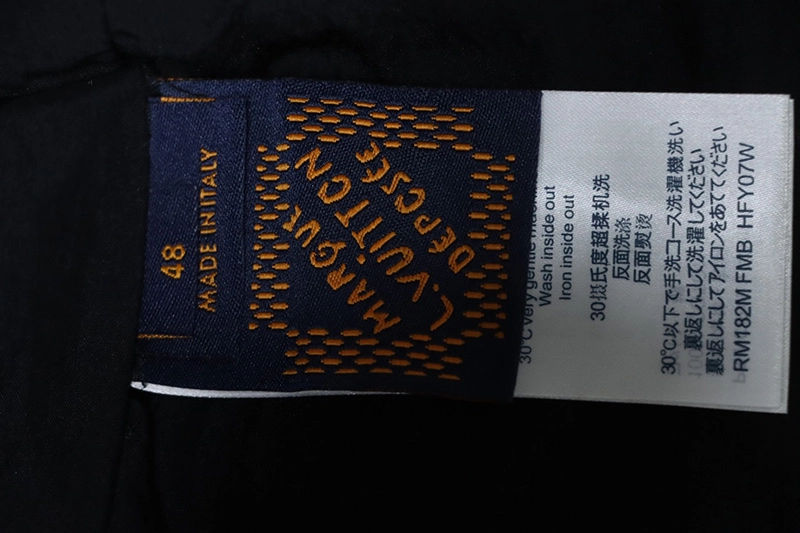 48
MADE IN ITALY
MARQUE
L. VUITTON
DÉPOSÉE
Wash inside out
Iron inside out
30摄氏度超揉机洗
反面洗涤
反面熨烫
30℃以下で手洗コース洗濯機洗い
裏返しにして洗濯してください
裏返しにしてアイロンをあててください
RM182M FMB HFY07W